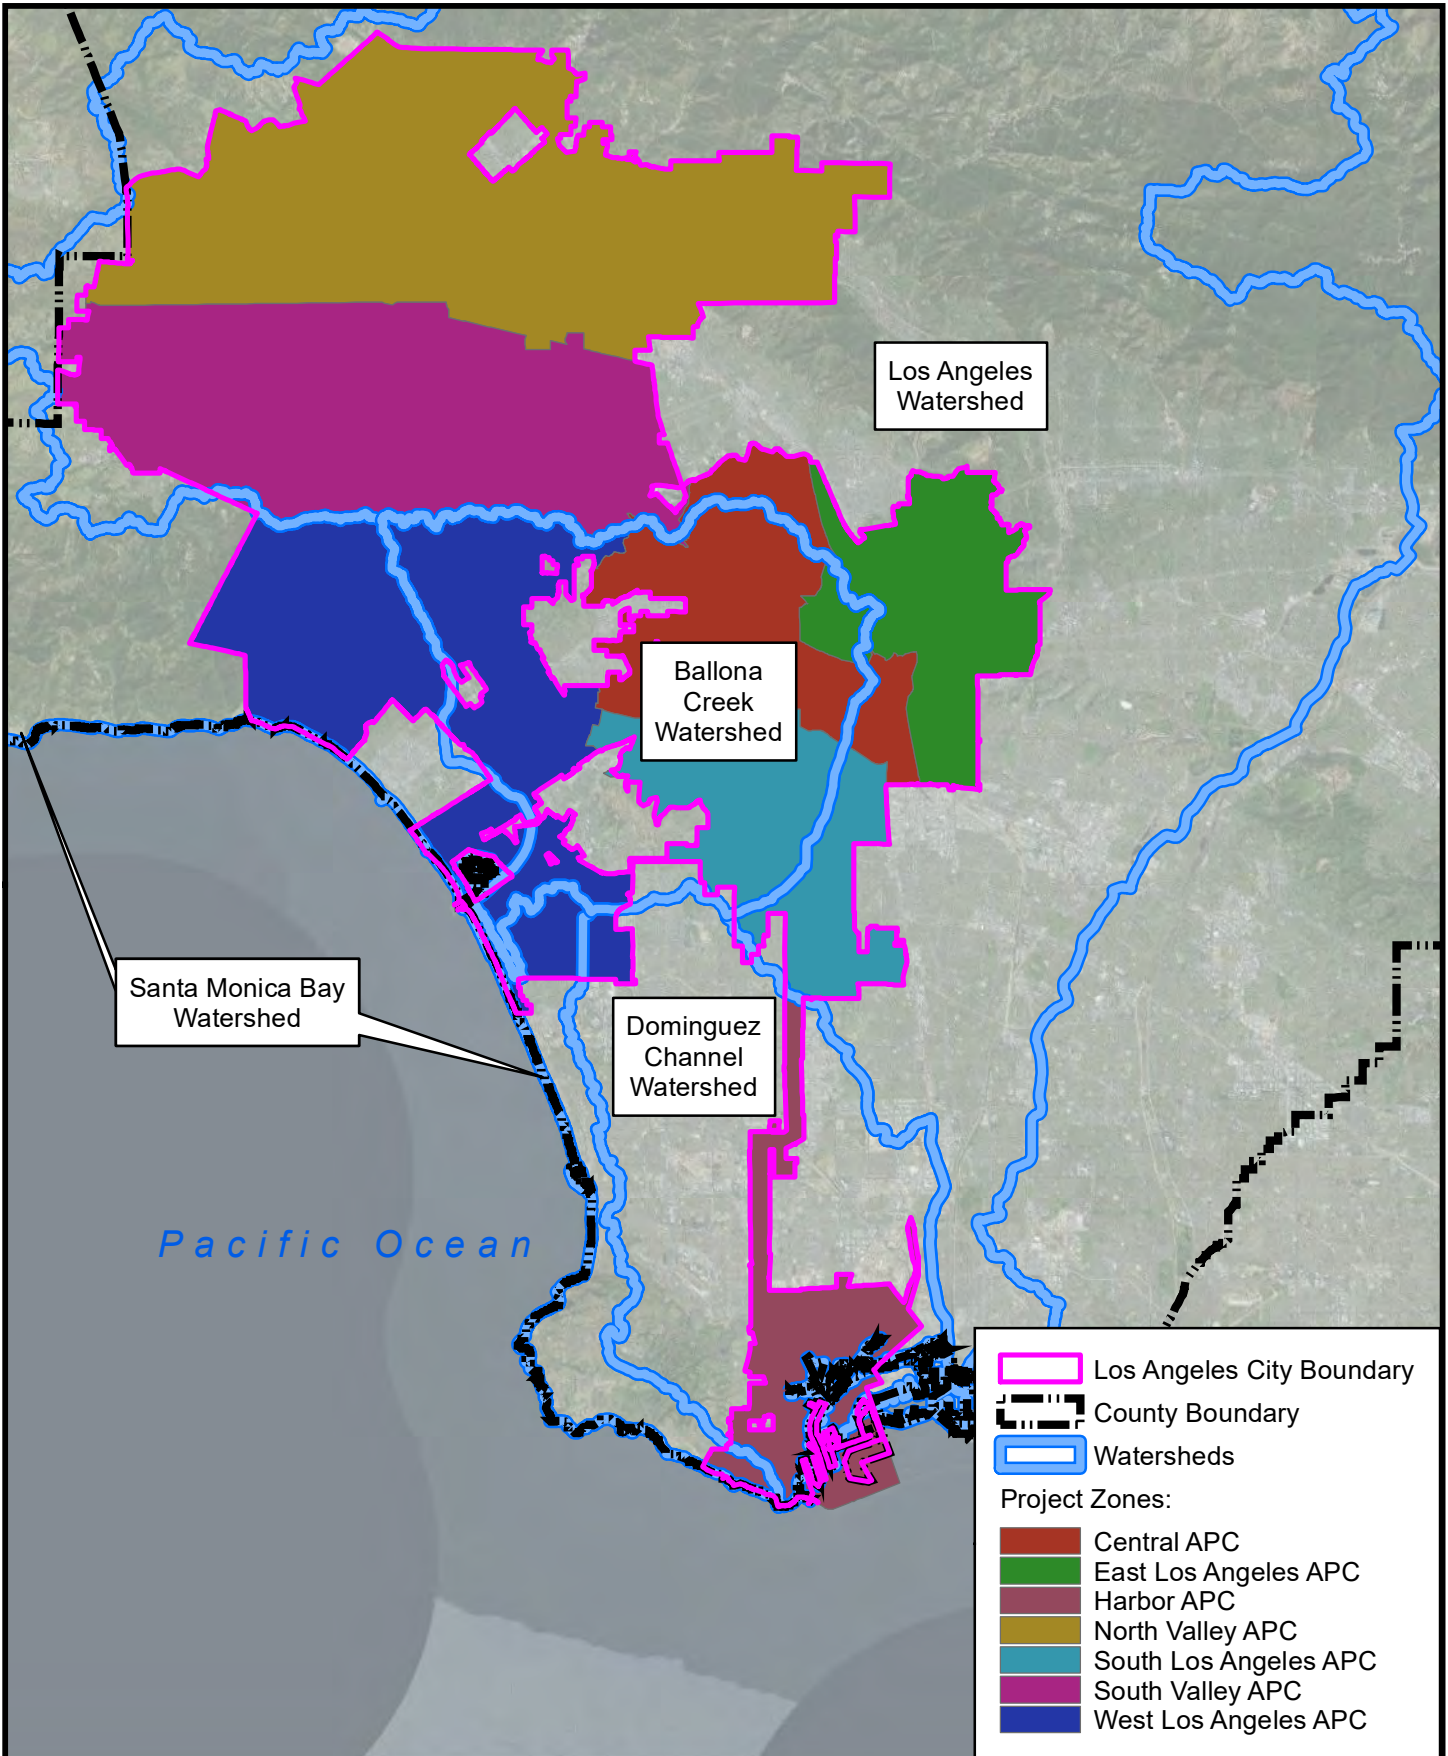 Los Angeles
Watershed
Ballona
Creek
Watershed
Santa Monica Bay
Watershed
Dominguez
Channel
Watershed
Pacific Ocean
Los Angeles City Boundary
County Boundary
Watersheds
Project Zones:
Central APC
East Los Angeles APC
Harbor APC
North Valley APC
South Los Angeles APC
South Valley APC
West Los Angeles APC